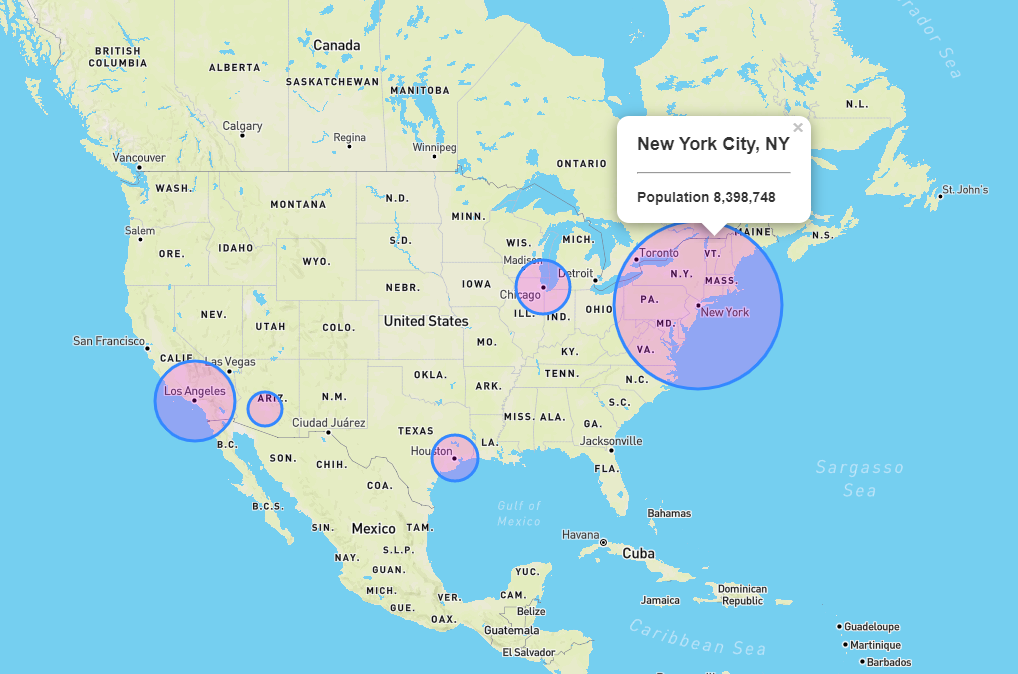 rador Sea
Canada
BRITISH
COLUMBIA
ALBERTA
SASKATCHEWAN
MANITOBA
N.L.
Calgary
Regina
Winnipeg
Vancouver
ONTARIO
×
New York City, NY
Population 8,398,748
WASH.
MONTANA
N.D.
MINN.
St. John's
Salem
ORE.
IDAHO
WYO.
S.D.
WIS.
MICH.
MAINE
N.S.
Madison
Toronto
VT.
Detroit
N.Y.
MASS.
NEBR.
IOWA
Chicago
PA.
NEV.
UTAH
COLO.
United States
ILL.
IND.
OHIO
New York
MD.
San Francisco
MO.
KY.
VA.
CALIF.
Las Vegas
OKLA.
TENN.
N.C.
Los Angeles
ARIZ.
N.M.
ARK.
S.C.
Ciudad Juárez
TEXAS
MISS.
ALA.
GA.
B.C.
Houston
LA.
Jacksonville
SON.
CHIH.
FLA.
Sargasso
Sea
COA.
B.C.S.
Gulf of
Mexico
Bahamas
SIN.
Mexico
TAM.
Havana
Cuba
NAY.
S.L.P.
GUAN.
YUC.
MICH.
VER.
CAM.
Jamaica
Dominican
Republic
GUE.
OAX.
Belize
Guatemala
Caribbean Sea
Guadeloupe
El Salvador
Martinique
Barbados